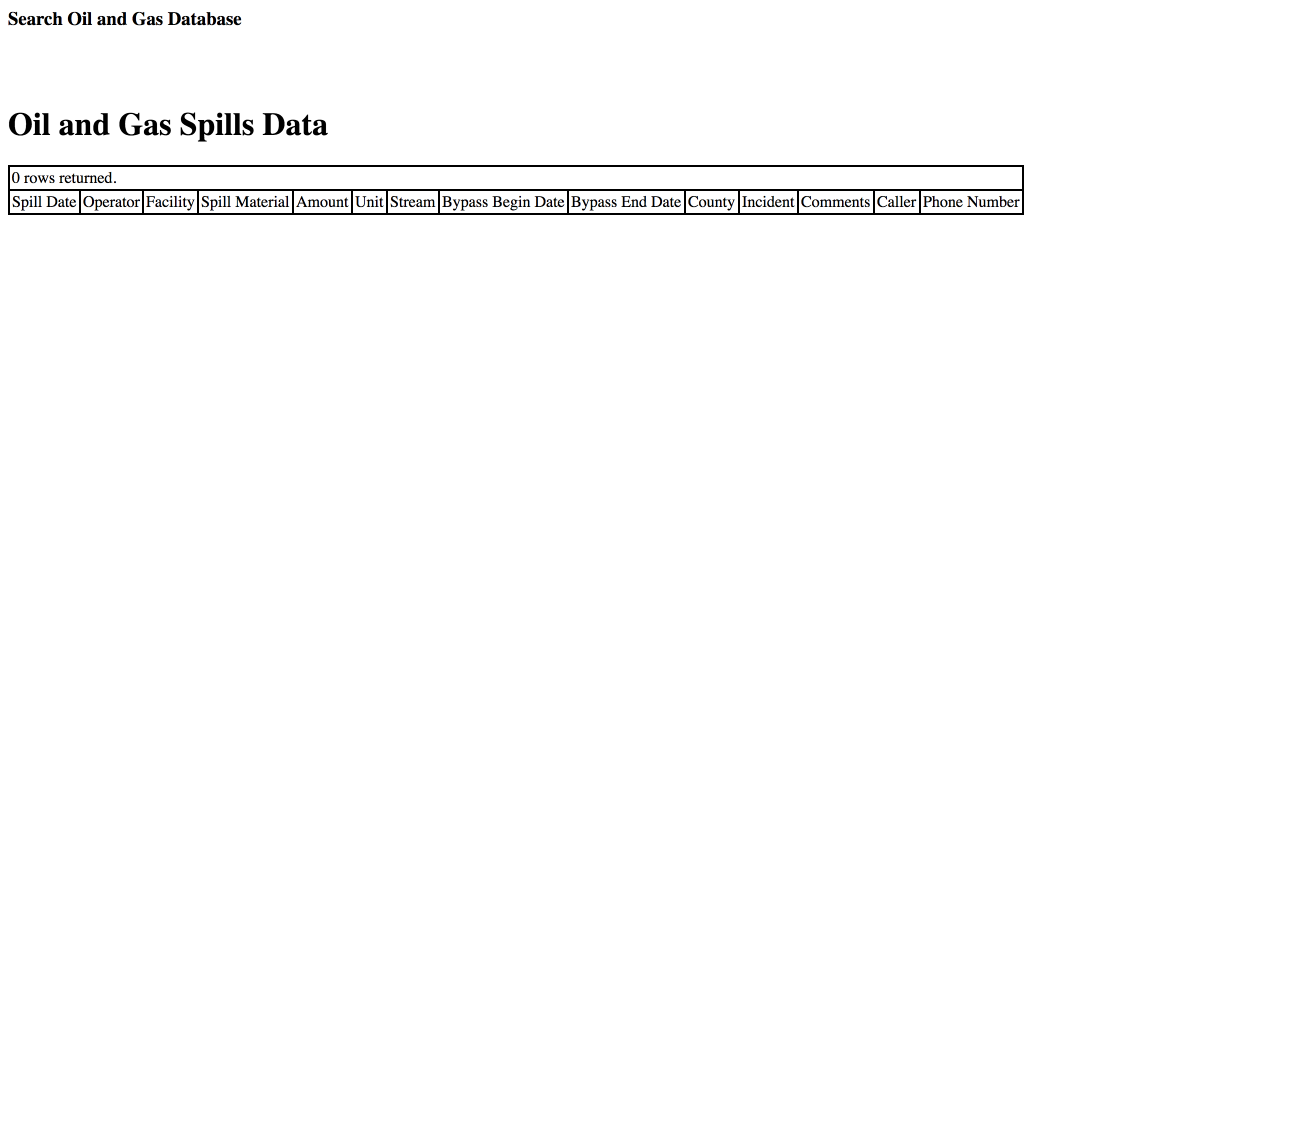 Search Oil and Gas Database
Oil and Gas Spills Data
0 rows returned.
Spill Date Operator Facility Spill Material Amount Unit Stream Bypass Begin Date Bypass End Date County Incident Comments Caller Phone Number